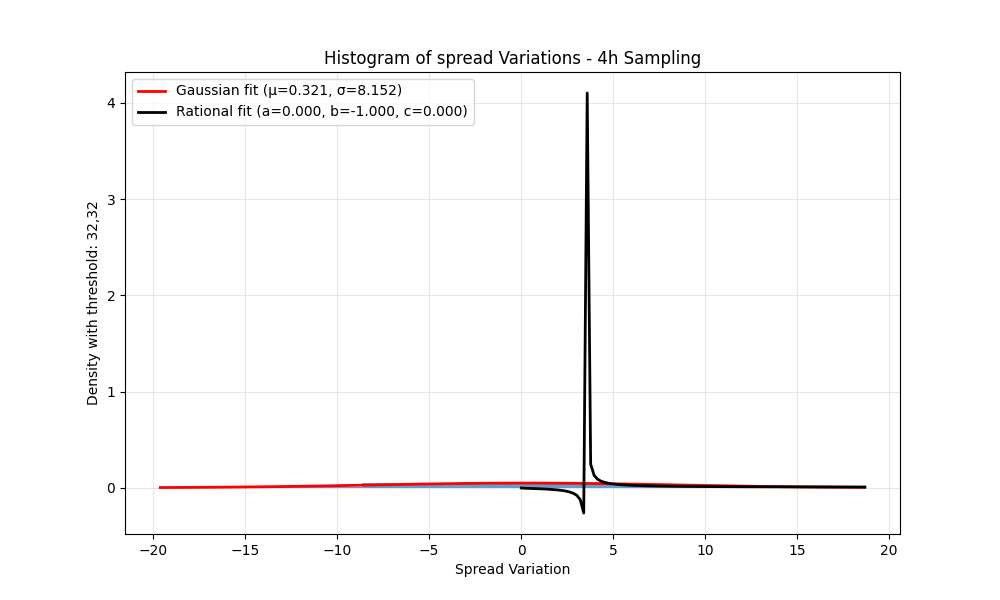 Histogram of spread Variations - 4h Sampling
Gaussian fit (μ=0.321, σ=8.152)
Rational fit (a=0.000, b=-1.000, c=0.000)
Density with threshold: 32,32
4
3
2
1
0
−20 −15 −10 −5 0 5 10 15 20
Spread Variation